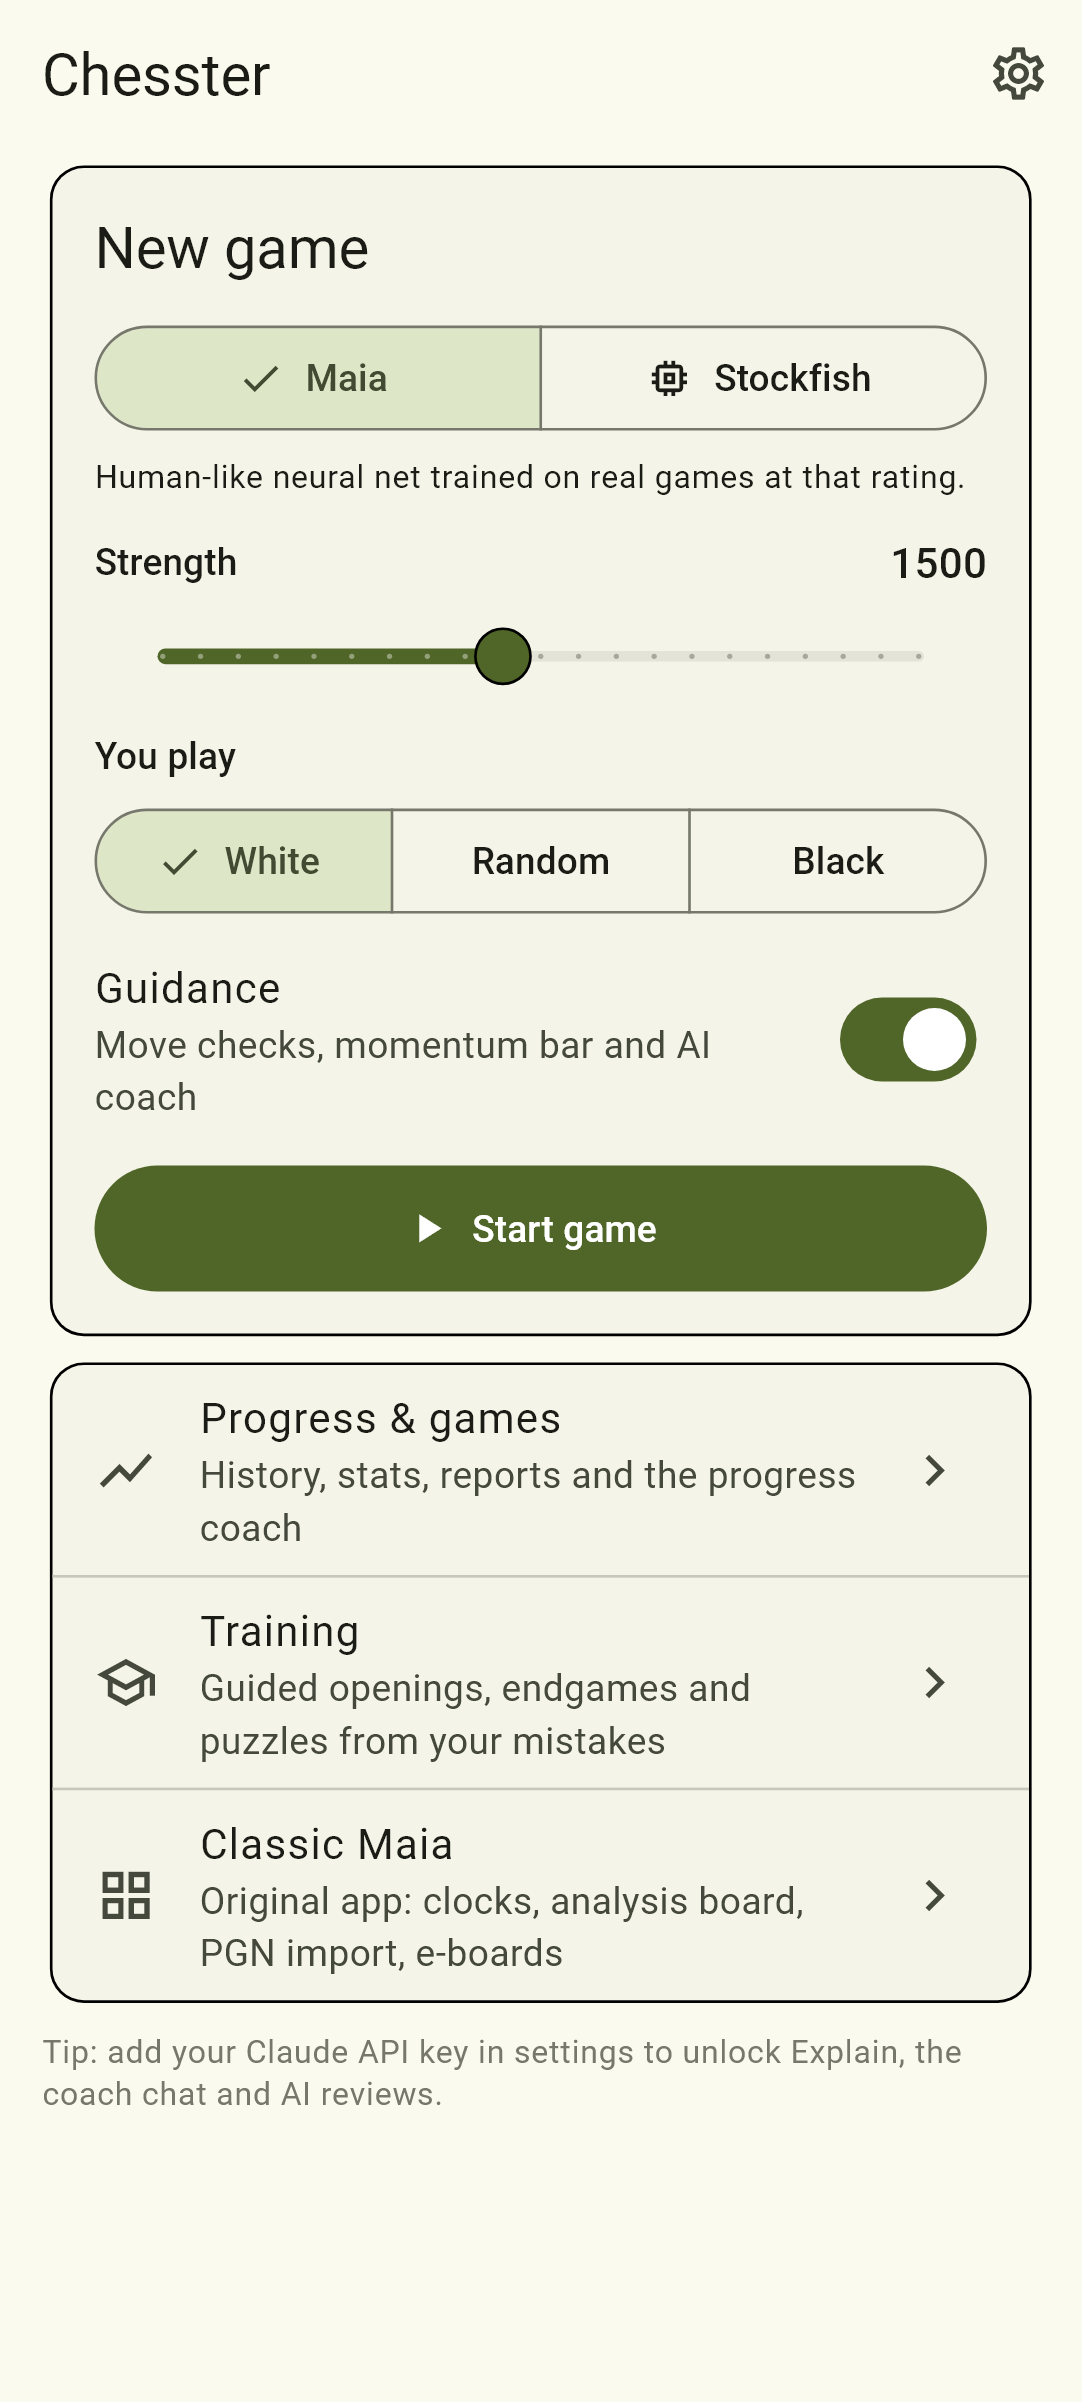 Chesster
New game
Maia
Stockfish
Human-like neural net trained on real games at that rating.
Strength
1500
You play
White
Random
Black
Guidance
Move checks, momentum bar and AI
coach
Start game
Progress & games
History, stats, reports and the progress
coach
Training
Guided openings, endgames and
puzzles from your mistakes
Classic Maia
Original app: clocks, analysis board,
PGN import, e-boards
Tip: add your Claude API key in settings to unlock Explain, the
coach chat and AI reviews.